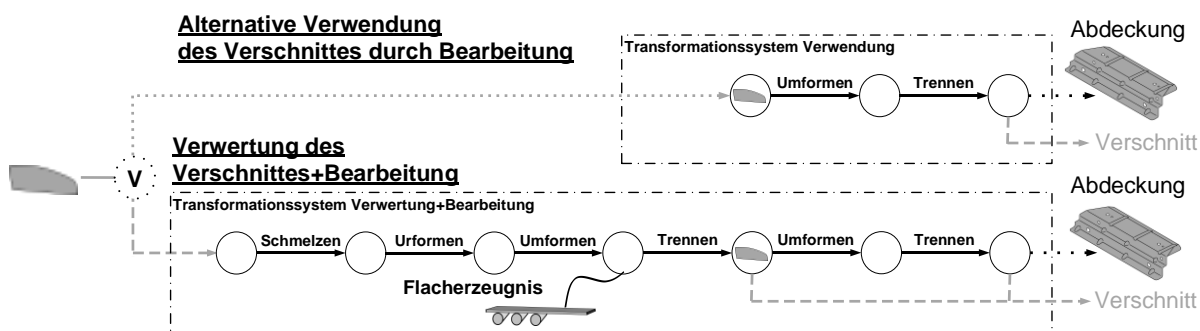 Alternative Verwendung
des Verschnittes durch Bearbeitung
Transformationssystem Verwendung
Umformen
Trennen
Abdeckung
Verschnitt
V
Verwertung des
Verschnittes+Bearbeitung
Transformationssystem Verwertung+Bearbeitung
Schmelzen
Urformen
Umformen
Trennen
Umformen
Trennen
Abdeckung
Flacherzeugnis
Verschnitt